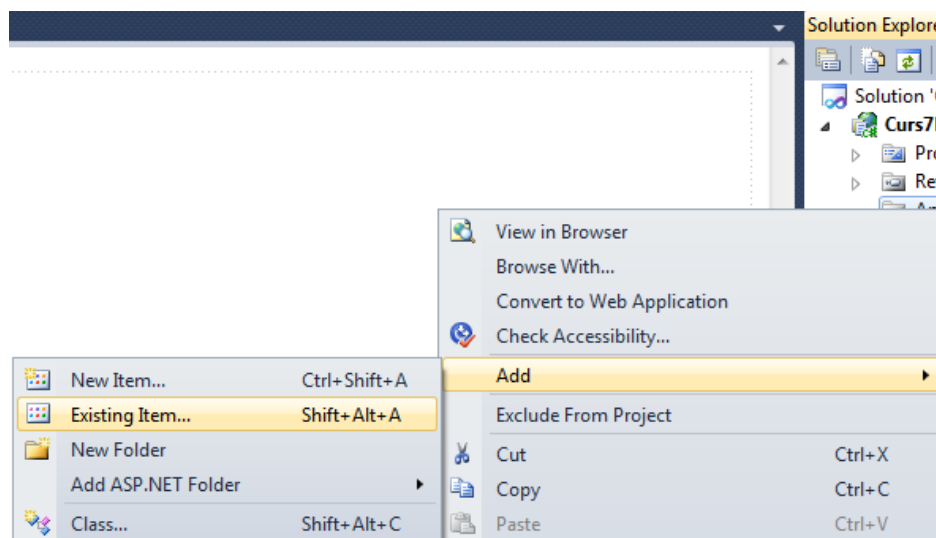 Solution Explore
Solution '
Curs7
Pro
Re
View in Browser
Browse With...
Convert to Web Application
Check Accessibility...
Add
Exclude From Project
Cut Ctrl+X
Copy Ctrl+C
Paste Ctrl+V
New Item... Ctrl+Shift+A
Existing Item... Shift+Alt+A
New Folder
Add ASP.NET Folder
Class... Shift+Alt+C